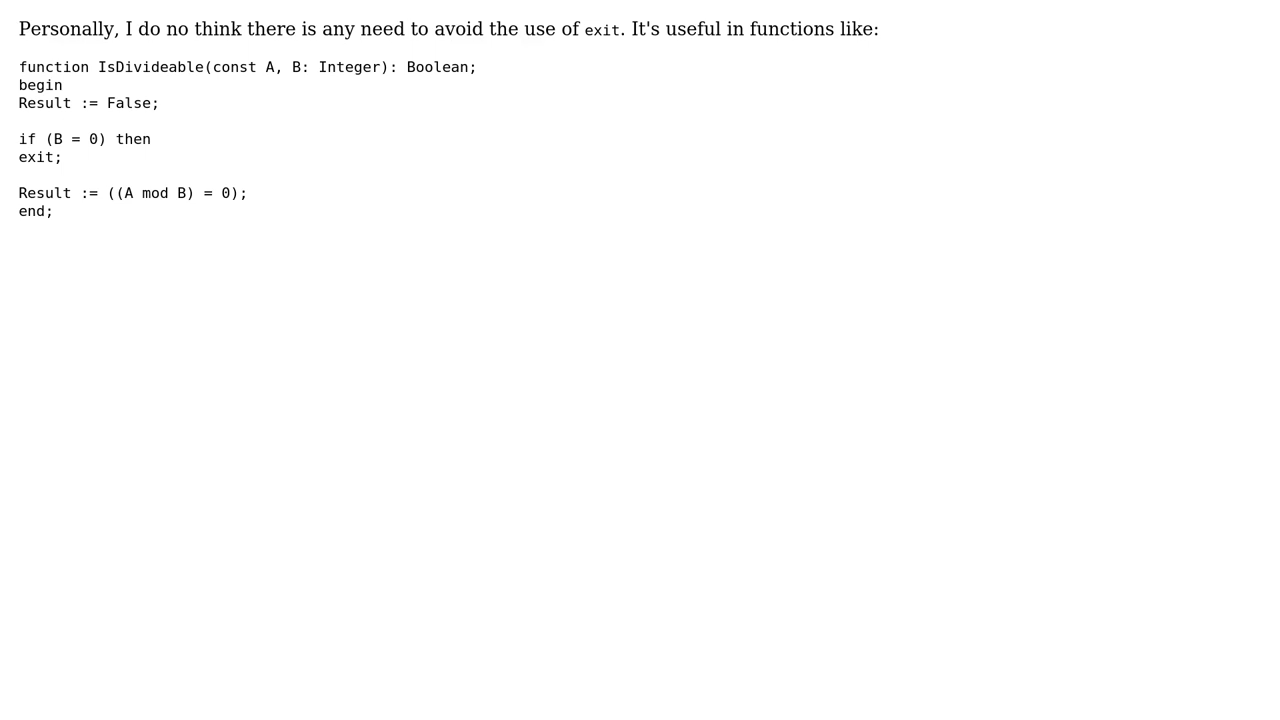 Personally, I do no think there is any need to avoid the use of exit. It's useful in functions like:
function IsDivideable(const A, B: Integer): Boolean;
begin
Result := False;
if (B = 0) then
exit;
Result := ((A mod B) = 0);
end;